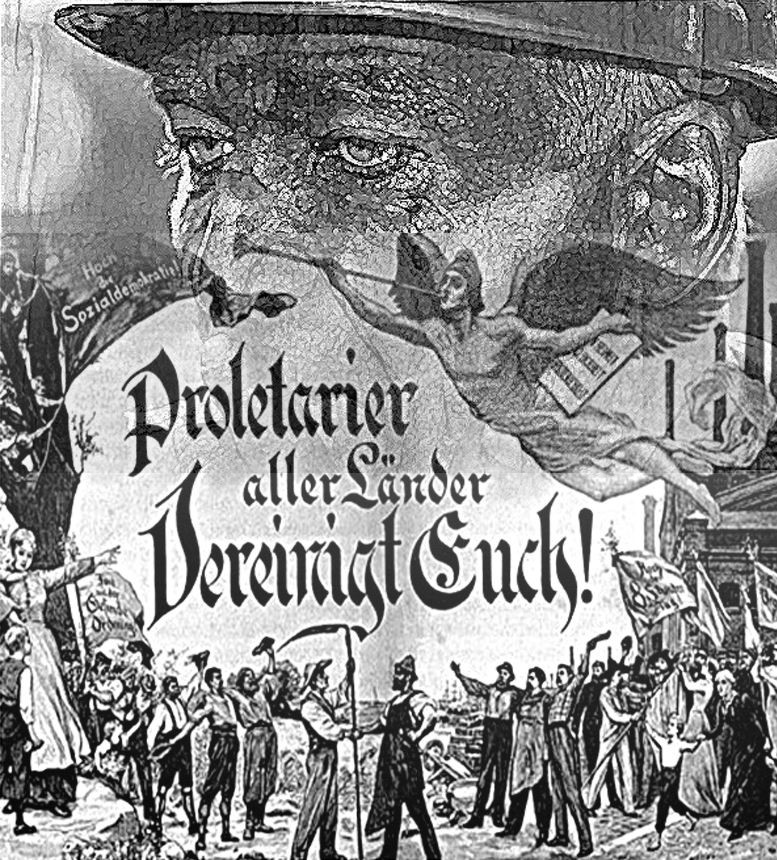 Hoch
die
Sozialdemokratie
Proletarier
aller Länder
Vereinigt Euch!